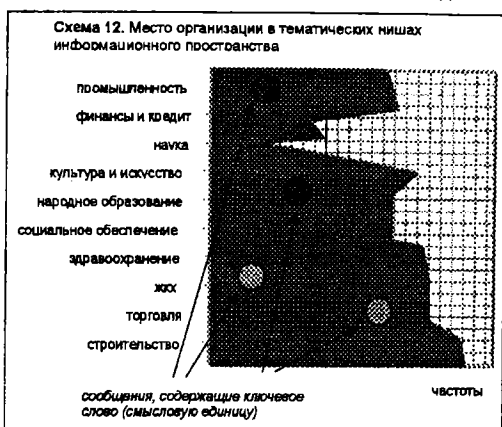 Схема 12. Место организации в тематических нишах
информационного пространства
промышленность
финансы и кредит
наука
культура и искусство
народное образование
социальное обеспечение
здравоохранение
жкх
торговля
строительство
сообщения, содержащие ключевое
слово (смысловую единицу)
частоты